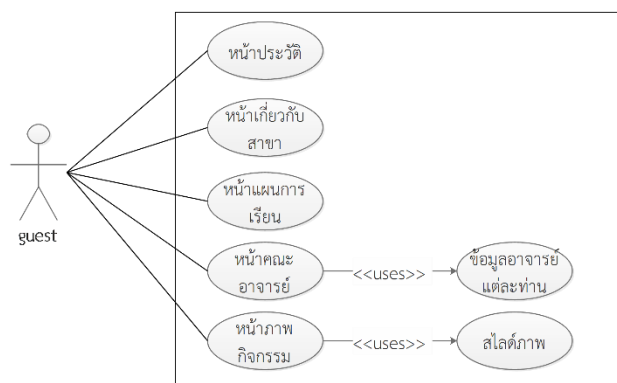 หน้าประวัติ
หน้าเกี่ยวกับ
สาขา
หน้าแผนการ
เรียน
guest
หน้าคณะ
อาจารย์
<<uses>>
ข้อมูลอาจารย์
แต่ละท่าน
หน้าภาพ
กิจกรรม
<<uses>>
สไลด์ภาพ